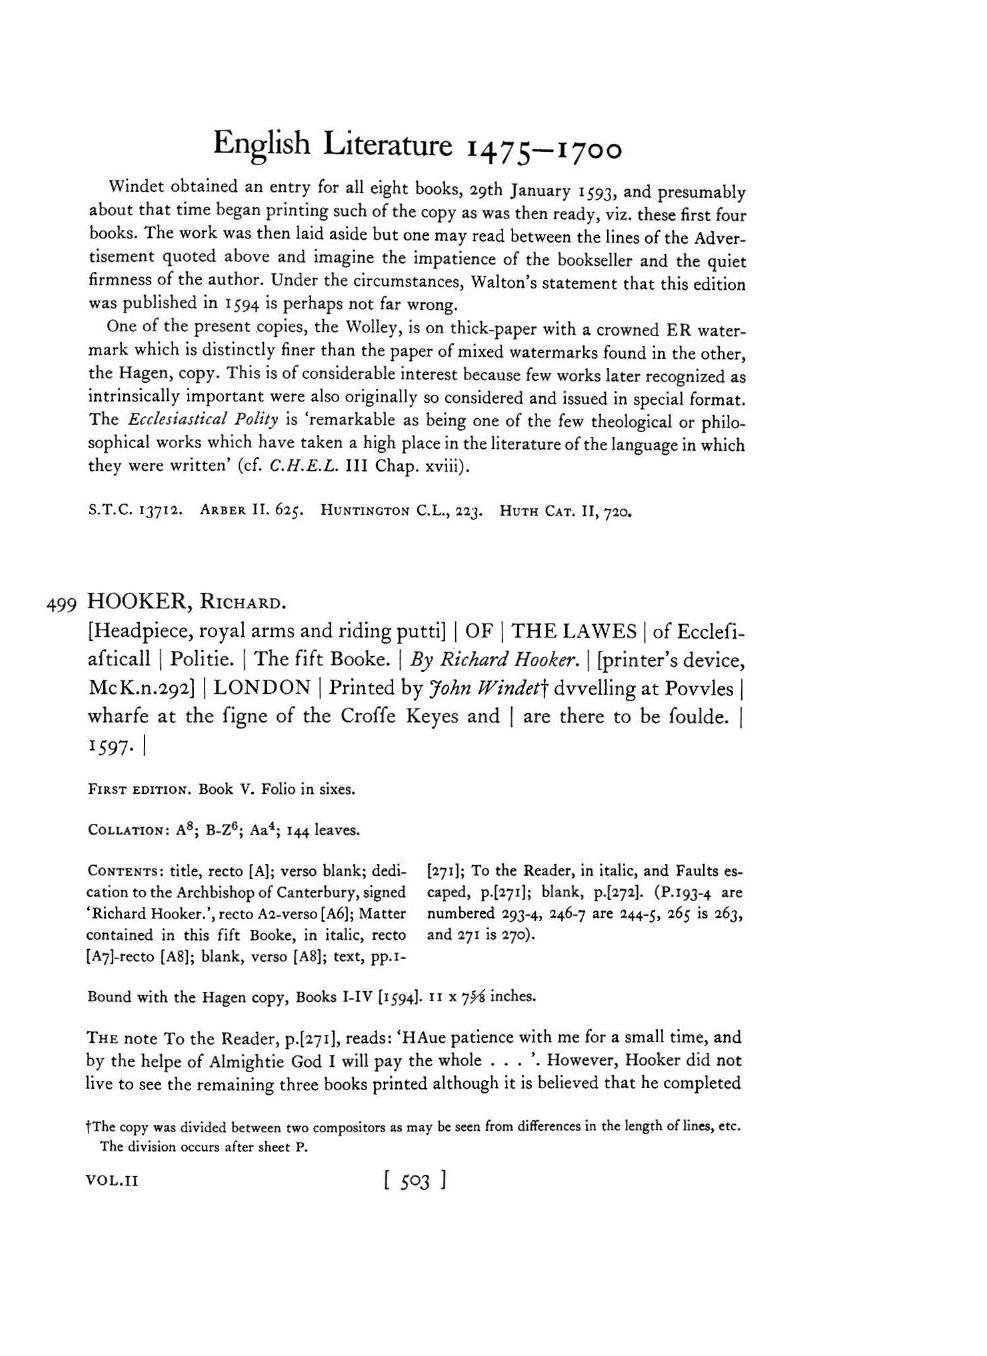 English Literature 1475—1700
Windet obtained an entry for all eight books, 29th January 1593, and presumably
about that time began printing such of the copy as was then ready, viz. these first four
books. The work was then laid aside but one may read between the lines of the Adver-
tisement quoted above and imagine the impatience of the bookseller and the quiet
firmness of the author. Under the circumstances, Walton's statement that this edition
was published in 1594 is perhaps not far wrong.
One of the present copies, the Wolley, is on thick-paper with a crowned ER water-
mark which is distinctly finer than the paper of mixed watermarks found in the other,
the Hagen, copy. This is of considerable interest because few works later recognized as
intrinsically important were also originally so considered and issued in special format.
The Ecclesiastical Polity is 'remarkable as being one of the few theological or philo-
sophical works which have taken a high place in the literature of the language in which
they were written' (cf. C.H.E.L. III Chap. xviii).
S.T.C. 13712. Arber II. 625. Huntington C.L., 223. Huth Cat. II, 720.
499 HOOKER, Richard.
[Headpiece, royal arms and riding putti] | OF | THE LAWES | of Eccleſi-
aſticall | Politie. | The fift Booke. | By Richard Hooker. | [printer's device,
McK.n.292] | LONDON | Printed by John Windet† dvvelling at Povvles |
wharfe at the ſigne of the Croſſe Keyes and | are there to be ſoulde. |
1597. |
First edition. Book V. Folio in sixes.
Collation: A⁸; B-Z⁶; Aa⁴; 144 leaves.
Contents: title, recto [A]; verso blank; dedi-
cation to the Archbishop of Canterbury, signed
'Richard Hooker.', recto A2-verso [A6]; Matter
contained in this fift Booke, in italic, recto
[A7]-recto [A8]; blank, verso [A8]; text, pp.1-
[271]; To the Reader, in italic, and Faults es-
caped, p.[271]; blank, p.[272]. (P.193-4 are
numbered 293-4, 246-7 are 244-5, 265 is 263,
and 271 is 270).
Bound with the Hagen copy, Books I-IV [1594]. 11 x 7⅝ inches.
The note To the Reader, p.[271], reads: 'HAue patience with me for a small time, and
by the helpe of Almightie God I will pay the whole . . . '. However, Hooker did not
live to see the remaining three books printed although it is believed that he completed
†The copy was divided between two compositors as may be seen from differences in the length of lines, etc.
The division occurs after sheet P.
VOL.II [ 503 ]